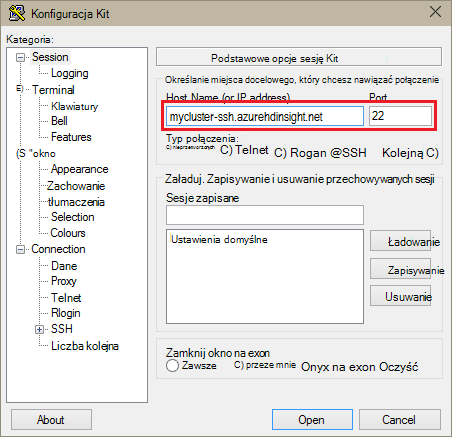 Konfiguracja Kit
Kategoria:
Session
Logging
E) Terminal
Klawiatury
Bell
Features
(S "okno
Appearance
Zachowanie
tłumaczenia
Selection
Colours
Connection
Dane
Proxy
Telnet
Rlogin
SSH
Liczba kolejna
Podstawowe opcje sesję Kit
Określanie miejsca docelowego, który chcesz nawiązać połączenie
Host Name (or IP address)
Port
mycluster-ssh.azurehdinsight.net
22
Typ połączenia:
C) nieprzetworzonych C) Telnet C) Rogan @SSH Kolejną C)
Załaduj. Zapisywanie i usuwanie przechowywanych sesji
Sesje zapisane
Ustawienia domyślne
Ładowanie
Zapisywanie
Usuwanie
Zamknij okno na exon
Zawsze C) przeze mnie Onyx na exon Oczyść
About
Open
Cancel